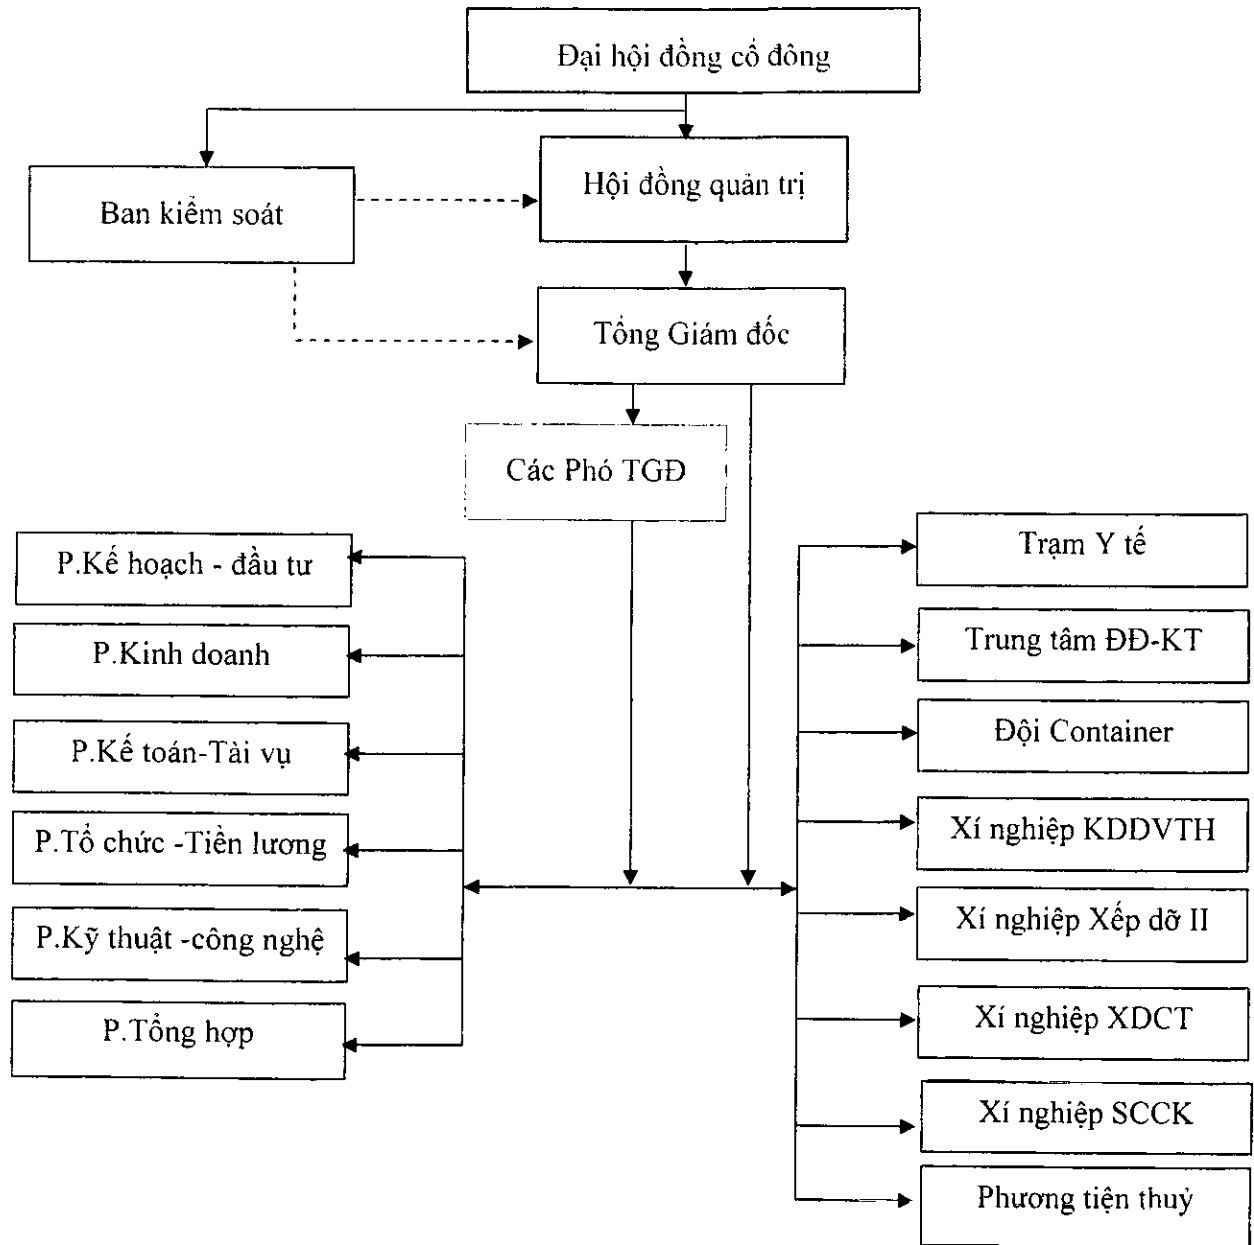 Đại hội đồng cổ đông
Hội đồng quản trị
Ban kiểm soát
Tổng Giám đốc
Các Phó TGĐ
P.Kế hoạch - đầu tư
P.Kinh doanh
P.Kế toán-Tài vụ
P.Tổ chức -Tiền lương
P.Kỹ thuật -công nghệ
P.Tổng hợp
Trạm Y tế
Trung tâm ĐĐ-KT
Đội Container
Xí nghiệp KDDVTH
Xí nghiệp Xếp dỡ II
Xí nghiệp XDCT
Xí nghiệp SCCK
Phương tiện thuỷ